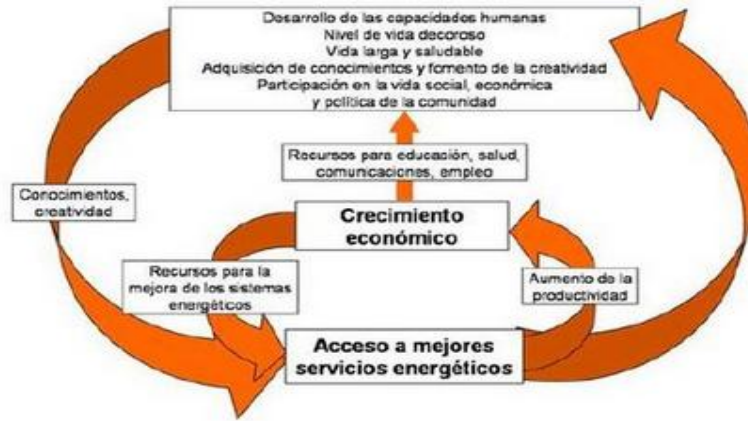 Desarrollo de las capacidades humanas
Nivel de vida decoroso
Vida larga y saludable
Adquisición de conocimientos y fomento de la creatividad
Participación en la vida social, económica
y política de la comunidad
Recursos para educación, salud,
comunicaciones, empleo
Conocimientos,
creatividad
Crecimiento
económico
Recursos para la
mejora de los sistemas
energéticos
Aumento de la
productividad
Acceso a mejores
servicios energéticos